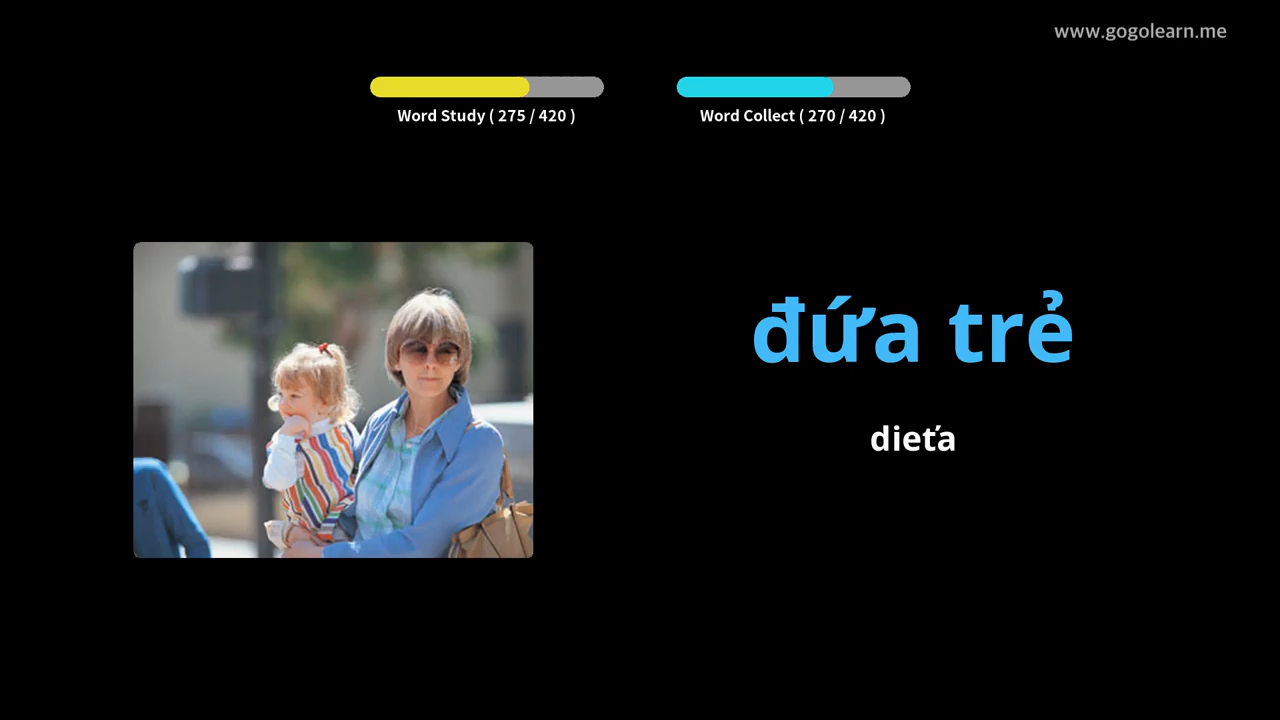 www.gogolearn.me
Word Study ( 275 / 420 )
Word Collect ( 270 / 420 )
đứa trẻ
dieťa